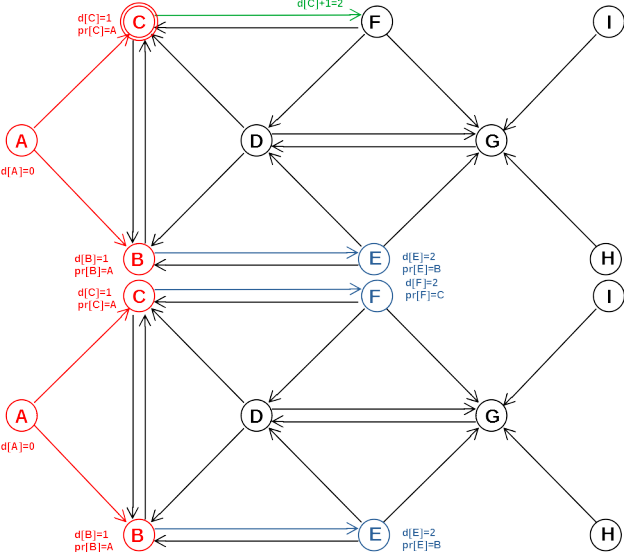 d[C]+1=2
d[C]=1
pr[C]=A
C
F
I
A
D
G
d[A]=0
d[B]=1
pr[B]=A
B
E
d[E]=2
pr[E]=B
H
d[C]=1
pr[C]=A
C
F
d[F]=2
pr[F]=C
I
A
D
G
d[A]=0
d[B]=1
pr[B]=A
B
E
d[E]=2
pr[E]=B
H